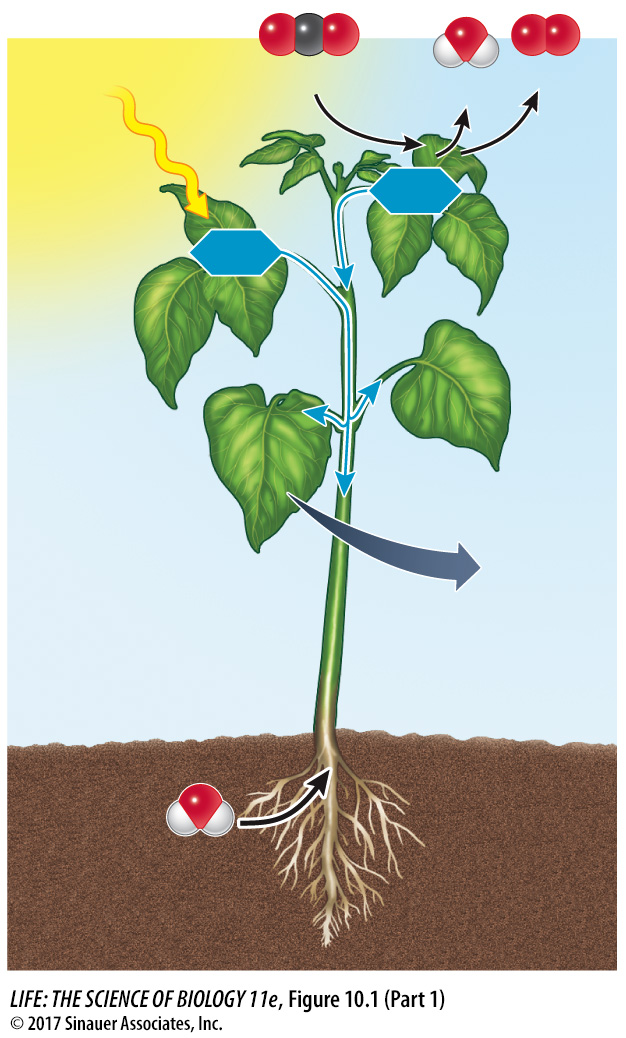 LIFE: THE SCIENCE OF BIOLOGY 11e, Figure 10.1 (Part 1)
© 2017 Sinauer Associates, Inc.